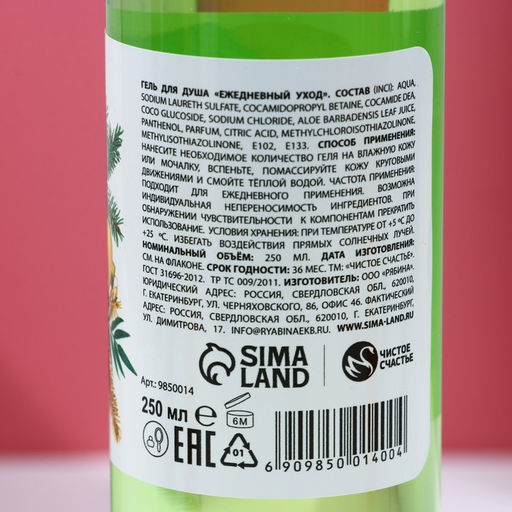 ГЕЛЬ ДЛЯ ДУША «ЕЖЕДНЕВНЫЙ УХОД». СОСТАВ (INCI): AQUA,
SODIUM LAURETH SULFATE, COCAMIDOPROPYL BETAINE, COCAMIDE DEA,
COCO GLUCOSIDE, SODIUM CHLORIDE, ALOE BARBADENSIS LEAF JUICE,
PANTHENOL, PARFUM, CITRIC ACID, METHYLCHLOROISOTHIAZOLINONE,
METHYLISOTHIAZOLINONE, E102, E133. СПОСОБ ПРИМЕНЕНИЯ:
НАНЕСИТЕ НЕОБХОДИМОЕ КОЛИЧЕСТВО ГЕЛЯ НА ВЛАЖНУЮ КОЖУ
ИЛИ МОЧАЛКУ, ВСПЕНЬТЕ, ПОМАССИРУЙТЕ КОЖУ КРУГОВЫМИ
ДВИЖЕНИЯМИ И СМОЙТЕ ТЁПЛОЙ ВОДОЙ. ЧАСТОТА ПРИМЕНЕНИЯ:
ПОДХОДИТ ДЛЯ ЕЖЕДНЕВНОГО ПРИМЕНЕНИЯ. ВОЗМОЖНА
ИНДИВИДУАЛЬНАЯ НЕПЕРЕНОСИМОСТЬ ИНГРЕДИЕНТОВ. ПРИ
ОБНАРУЖЕНИИ ЧУВСТВИТЕЛЬНОСТИ К КОМПОНЕНТАМ ПРЕКРАТИТЬ
ИСПОЛЬЗОВАНИЕ. УСЛОВИЯ ХРАНЕНИЯ: ПРИ ТЕМПЕРАТУРЕ ОТ +5 °С ДО
+25 °С. ИЗБЕГАТЬ ВОЗДЕЙСТВИЯ ПРЯМЫХ СОЛНЕЧНЫХ ЛУЧЕЙ.
НОМИНАЛЬНЫЙ ОБЪЁМ: 250 МЛ. ДАТА ИЗГОТОВЛЕНИЯ:
СМ. НА ФЛАКОНЕ. СРОК ГОДНОСТИ: 36 МЕС. ТМ: «ЧИСТОЕ СЧАСТЬЕ».
ГОСТ 31696-2012. ТР ТС 009/2011. ИЗГОТОВИТЕЛЬ: ООО «РЯБИНА».
ЮРИДИЧЕСКИЙ АДРЕС: РОССИЯ, СВЕРДЛОВСКАЯ ОБЛ., 620010,
Г. ЕКАТЕРИНБУРГ, УЛ. ЧЕРНЯХОВСКОГО, 86, ОФИС 46. ФАКТИЧЕСКИЙ
АДРЕС: РОССИЯ, СВЕРДЛОВСКАЯ ОБЛ., 620010, Г. ЕКАТЕРИНБУРГ,
УЛ. ДИМИТРОВА, 17. INFO@RYABINAEKB.RU. WWW.SIMA-LAND.RU
SIMA
LAND
ЧИСТОЕ
СЧАСТЬЕ
Арт.: 9850014
250 мл e
6М
EAC
01
6 909850 014004